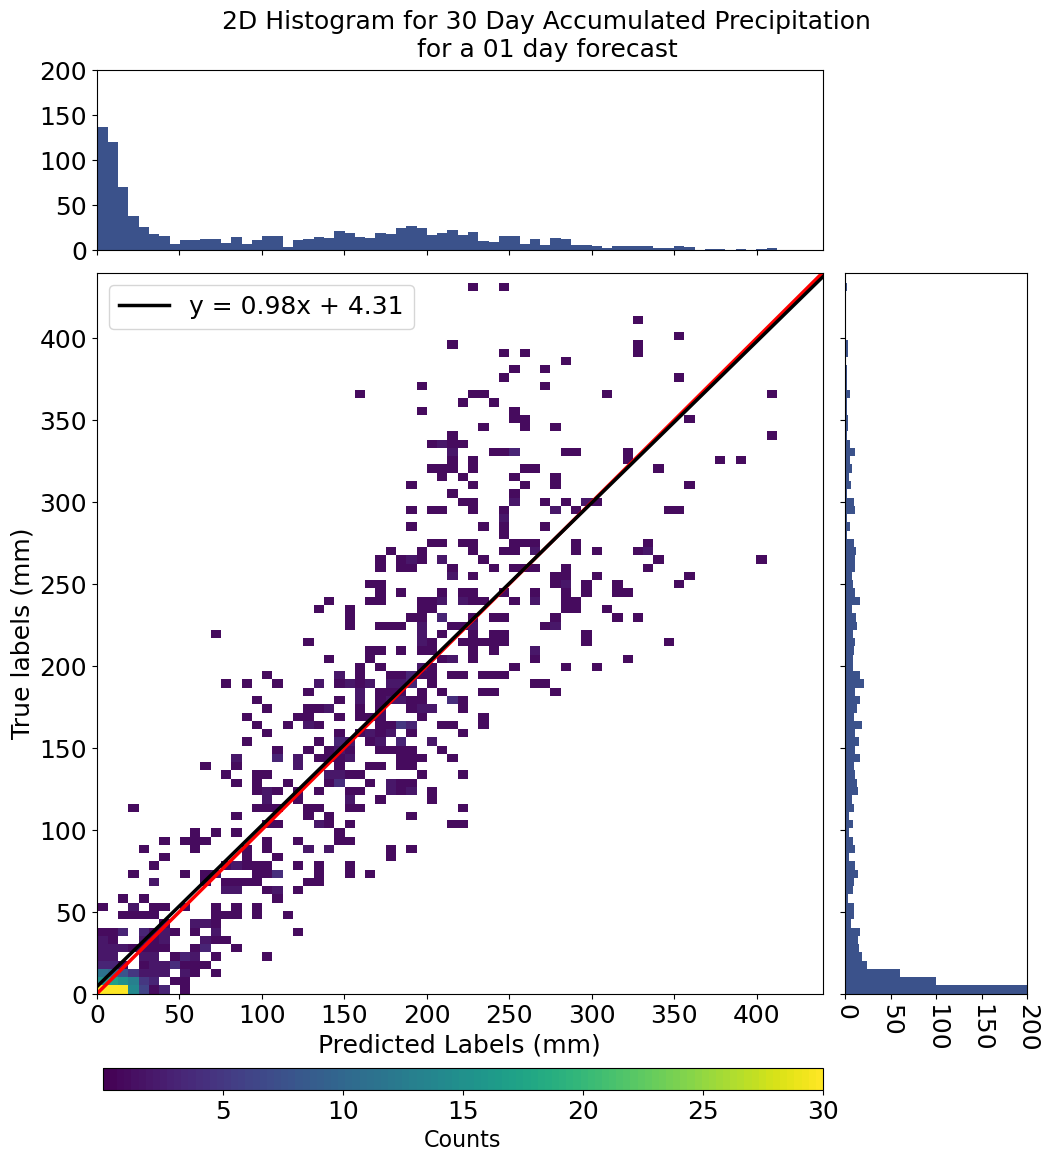 2D Histogram for 30 Day Accumulated Precipitation
for a 01 day forecast
200
150
100
50
0
y = 0.98x + 4.31
400
350
300
250
200
150
100
50
0
True labels (mm)
0 50 100 150 200 250 300 350 400
Predicted Labels (mm)
0 50 100 150 200
5 10 15 20 25 30
Counts